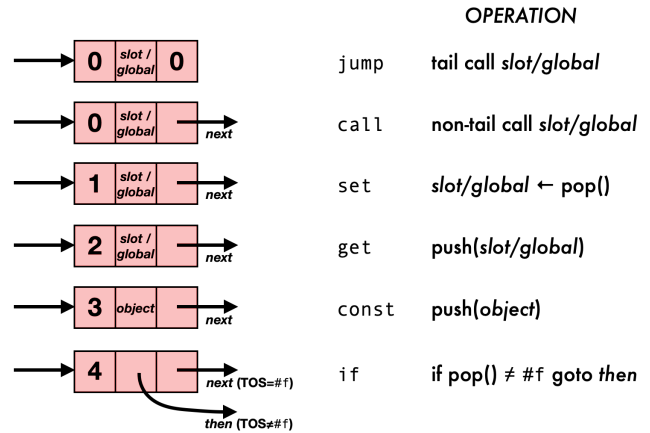 OPERATION
0 slot / global 0 jump tail call slot/global
0 slot / global next call non-tail call slot/global
1 slot / global next set slot/global ← pop()
2 slot / global next get push(slot/global)
3 object next const push(object)
4 next (TOS=#f) if if pop() ≠ #f goto then
then (TOS≠#f)